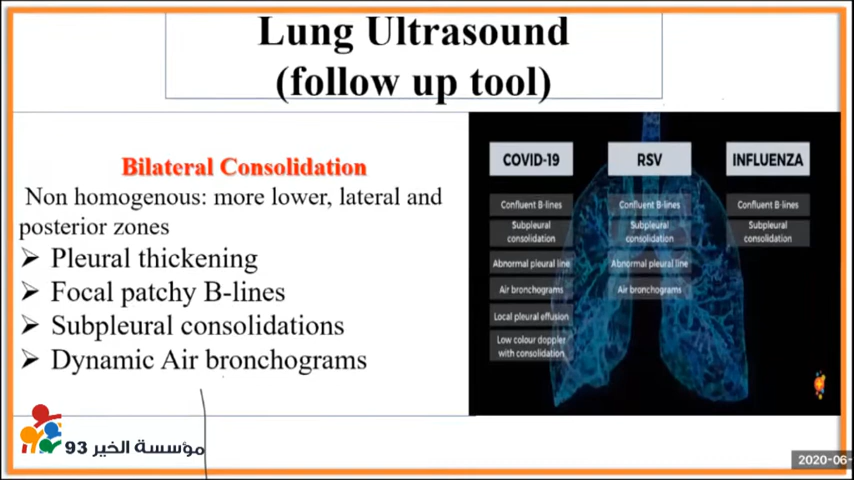 Lung Ultrasound
(follow up tool)
Bilateral Consolidation
Non homogenous: more lower, lateral and
posterior zones
Pleural thickening
Focal patchy B-lines
Subpleural consolidations
Dynamic Air bronchograms
COVID-19
Confluent B-lines
Subpleural
consolidation
Abnormal pleural line
Air bronchograms
Local pleural effusion
Low colour doppler
with consolidation
RSV
Confluent B-lines
Subpleural
consolidation
Abnormal pleural line
Air bronchograms
INFLUENZA
Confluent B-lines
Subpleural
consolidation
مؤسسة الخير 93
2020-06-